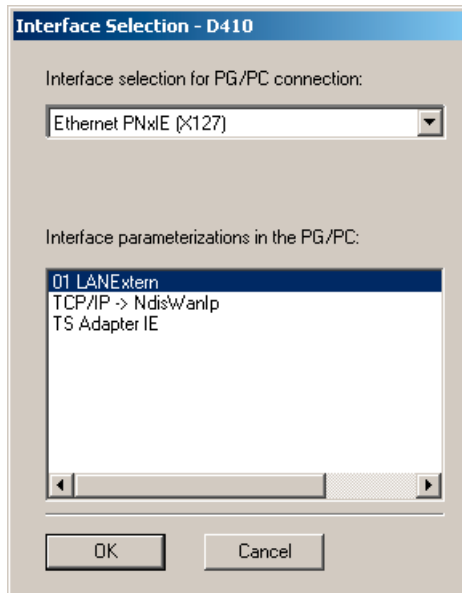 Interface Selection - D410
Interface selection for PG/PC connection:
Ethernet PNxIE (X127)
Interface parameterizations in the PG/PC:
01 LANExtern
TCP/IP -> NdisWanIp
TS Adapter IE
OK
Cancel